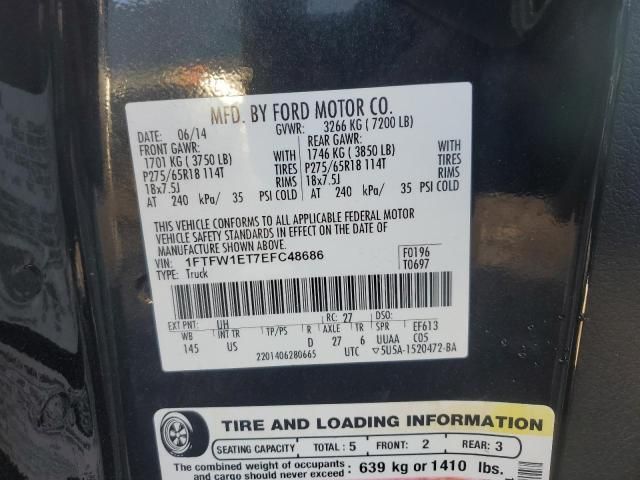 MFD. BY FORD MOTOR CO.
DATE: 06/14 GVWR: 3266 KG ( 7200 LB)
FRONT GAWR: REAR GAWR:
1701 KG ( 3750 LB) WITH 1746 KG ( 3850 LB) WITH
P275/65R18 114T TIRES P275/65R18 114T TIRES
18x7.5J RIMS 18x7.5J RIMS
AT 240 kPa/ 35 PSI COLD AT 240 kPa/ 35 PSI COLD
THIS VEHICLE CONFORMS TO ALL APPLICABLE FEDERAL MOTOR
VEHICLE SAFETY STANDARDS IN EFFECT ON THE DATE OF
MANUFACTURE SHOWN ABOVE.
VIN: 1FTFW1ET7EFC48686 F0196
TYPE: Truck T0697
EXT PNT: UH RC: 27 DSO:
WB INT TR TP/PS R AXLE TR SPR EF613
145 US D 27 6 UUAA C05
2201406280665 UTC ▽5U5A-1520472-BA
TIRE AND LOADING INFORMATION
SEATING CAPACITY TOTAL : 5 FRONT: 2 REAR: 3
The combined weight of occupants and cargo should never exceed : 639 kg or 1410 lbs.